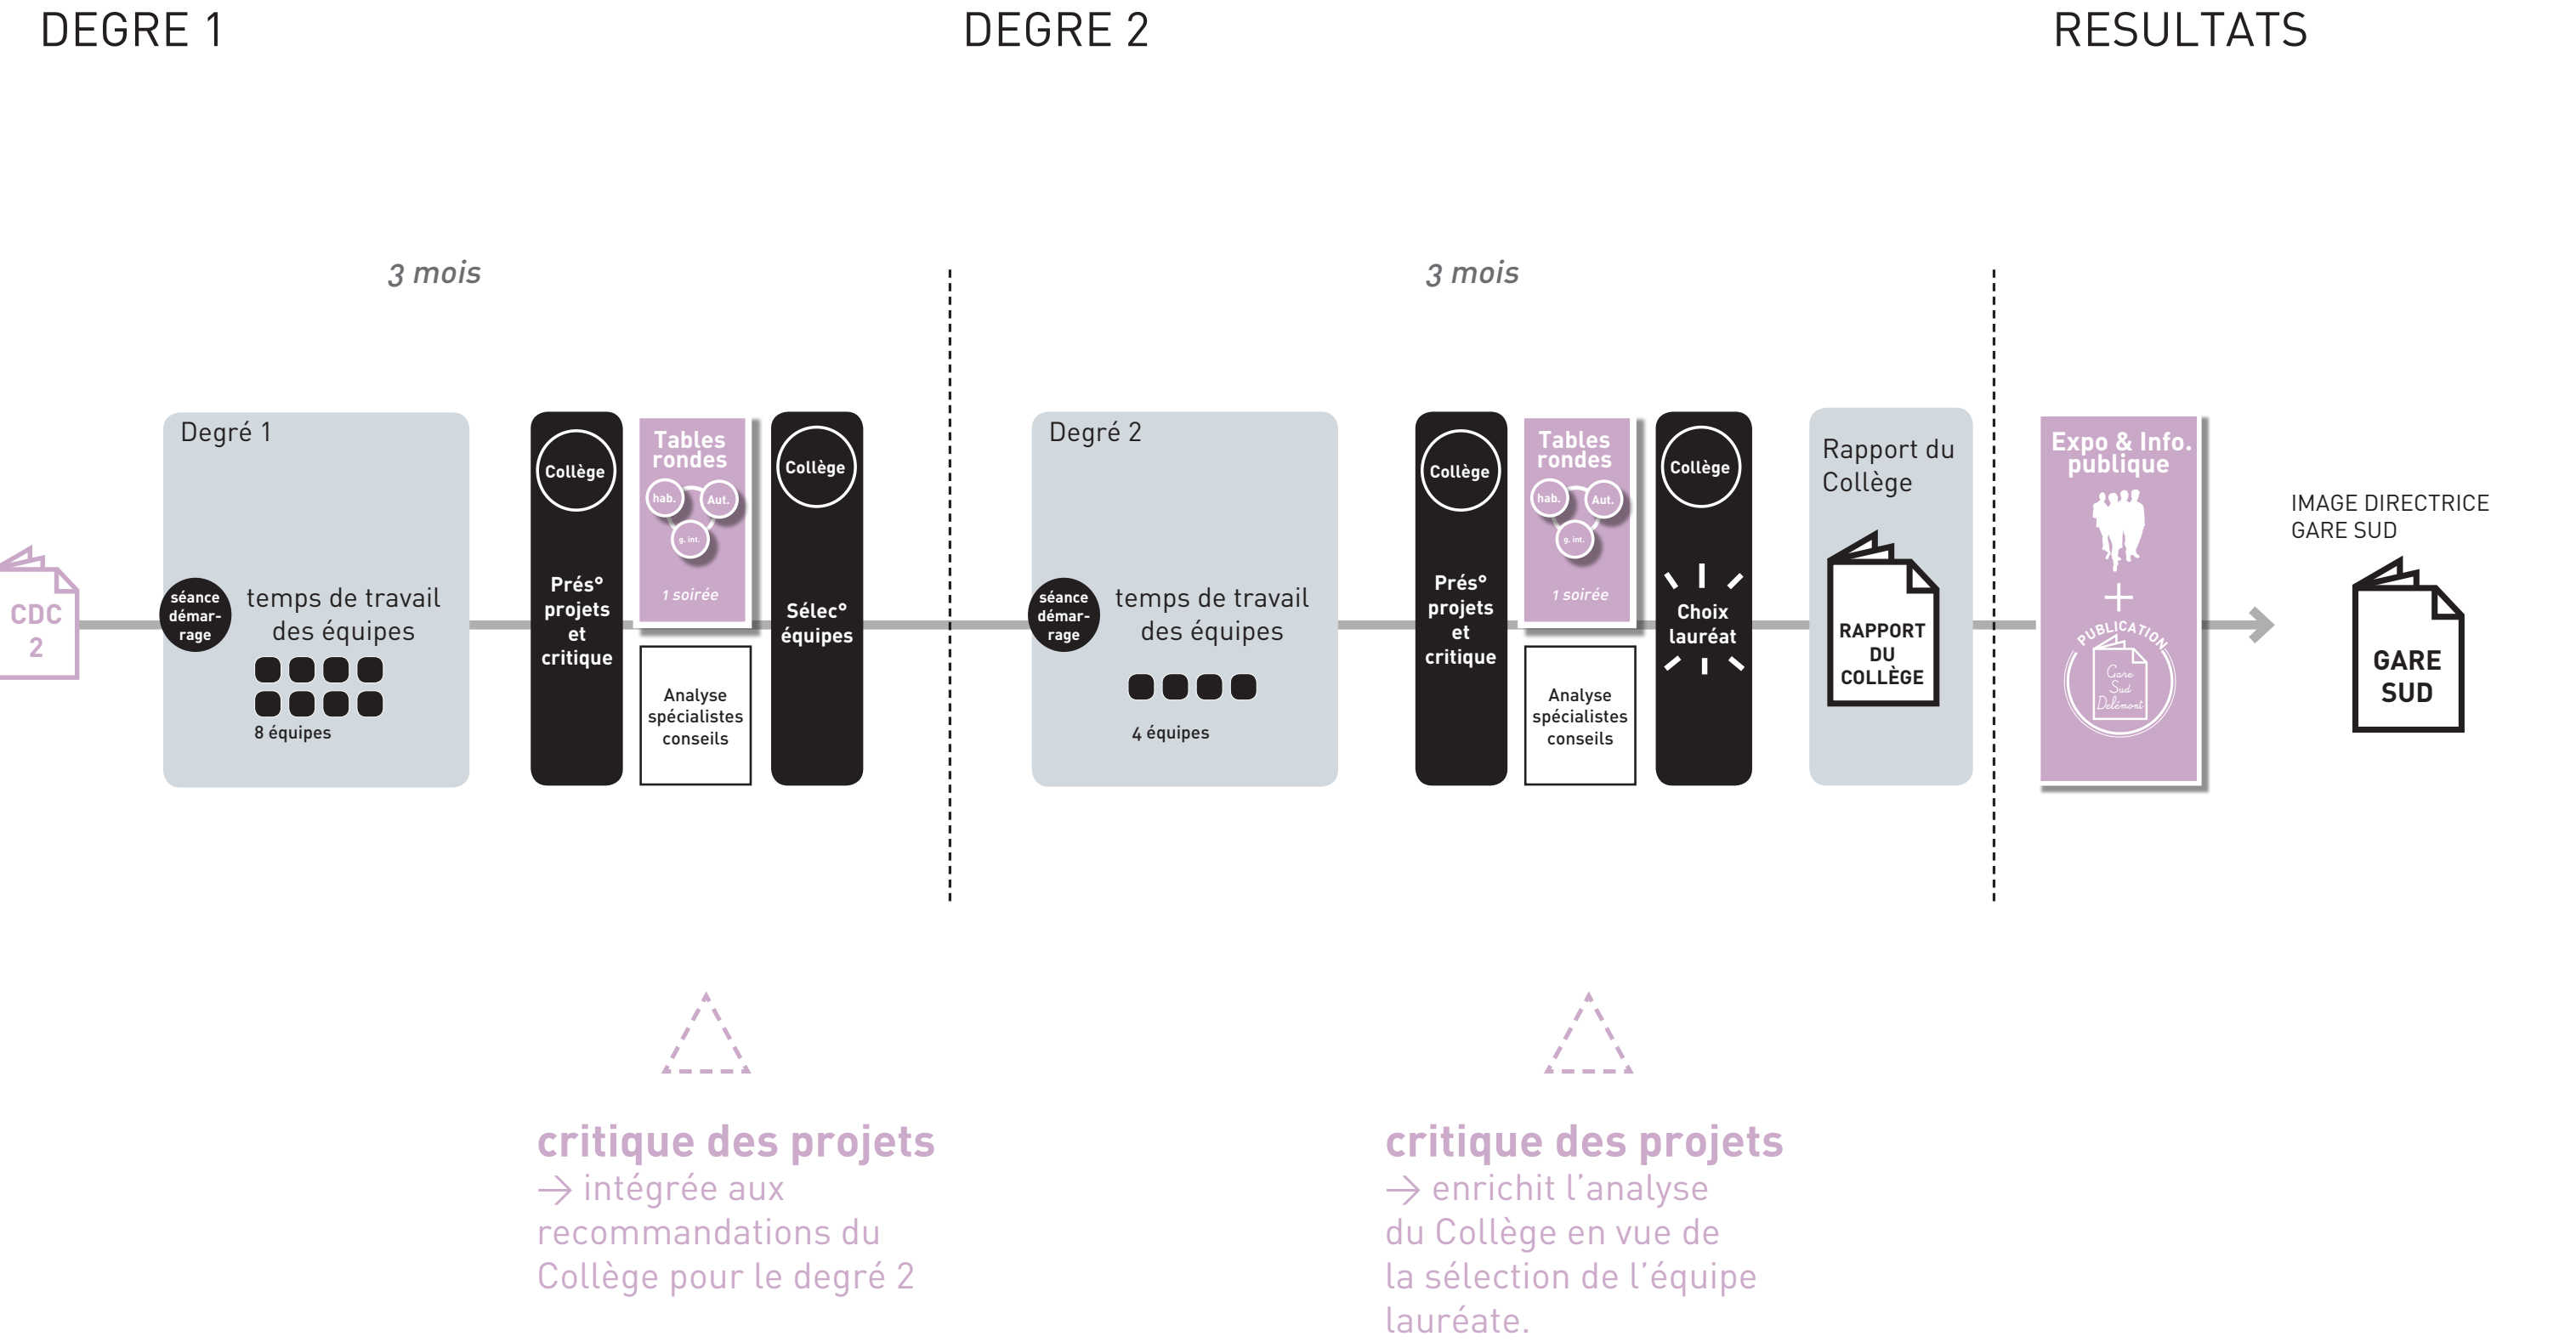 DEGRE 1
DEGRE 2
RESULTATS
3 mois
3 mois
CDC
2
Degré 1
séance
démar-
rage
temps de travail
des équipes
8 équipes
Collège
Prés°
projets
et
critique
Tables
rondes
hab.
Aut.
g. int.
1 soirée
Analyse
spécialistes
conseils
Collège
Sélec°
équipes
Degré 2
séance
démar-
rage
temps de travail
des équipes
4 équipes
Collège
Prés°
projets
et
critique
Tables
rondes
hab.
Aut.
g. int.
1 soirée
Analyse
spécialistes
conseils
Collège
Choix
lauréat
Rapport du
Collège
RAPPORT
DU
COLLÈGE
Expo & Info.
publique
+
PUBLICATION
Gare
Sud
Delémont
IMAGE DIRECTRICE
GARE SUD
GARE
SUD
critique des projets
→ intégrée aux
recommandations du
Collège pour le degré 2
critique des projets
→ enrichit l’analyse
du Collège en vue de
la sélection de l’équipe
lauréate.